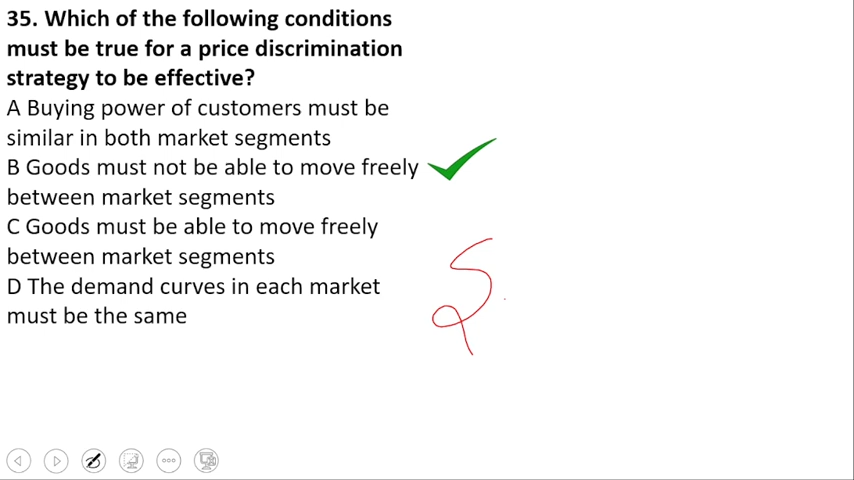 35. Which of the following conditions
must be true for a price discrimination
strategy to be effective?
A Buying power of customers must be
similar in both market segments
B Goods must not be able to move freely
between market segments
C Goods must be able to move freely
between market segments
D The demand curves in each market
must be the same